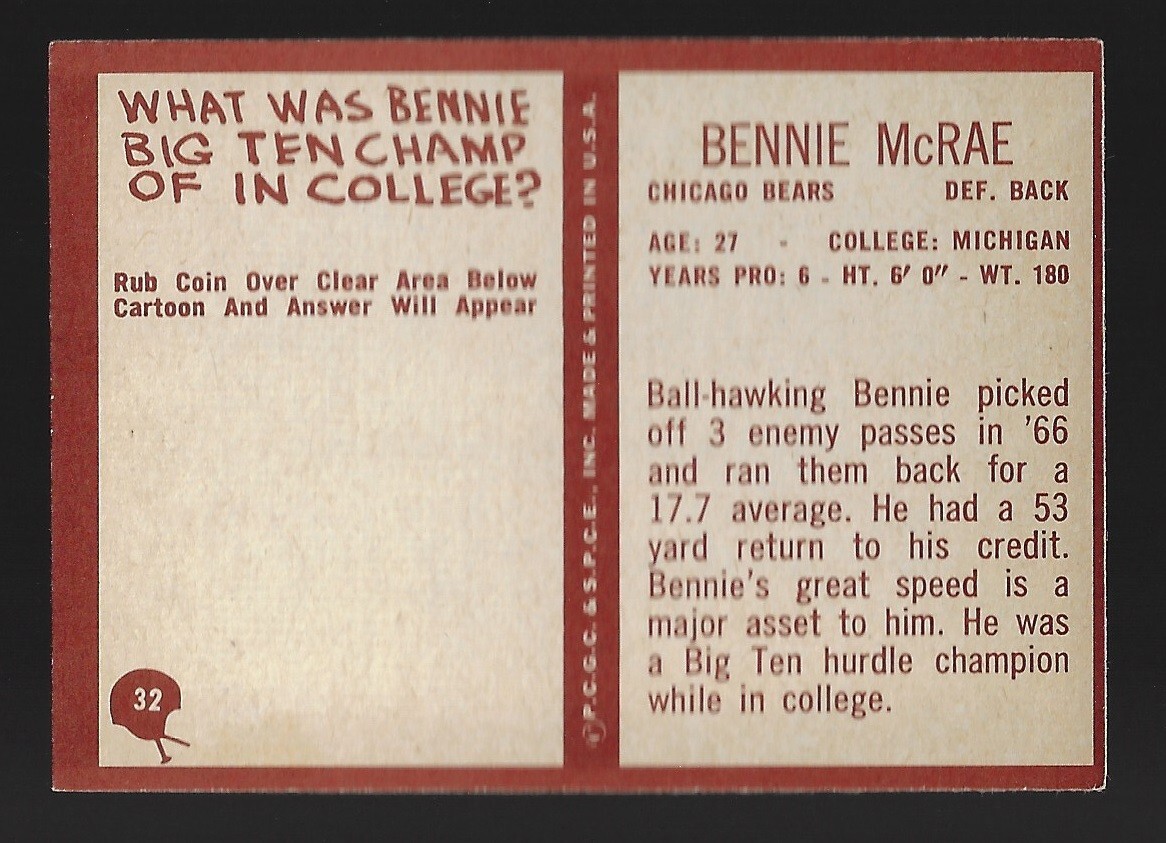 WHAT WAS BENNIE
BIG TEN CHAMP
OF IN COLLEGE?
Rub Coin Over Clear Area Below
Cartoon And Answer Will Appear
32
P.C.G.C. & S.P.C.E., INC. MADE & PRINTED IN U.S.A.
BENNIE McRAE
CHICAGO BEARS DEF. BACK
AGE: 27 - COLLEGE: MICHIGAN
YEARS PRO: 6 - HT. 6' 0" - WT. 180
Ball-hawking Bennie picked
off 3 enemy passes in '66
and ran them back for a
17.7 average. He had a 53
yard return to his credit.
Bennie's great speed is a
major asset to him. He was
a Big Ten hurdle champion
while in college.